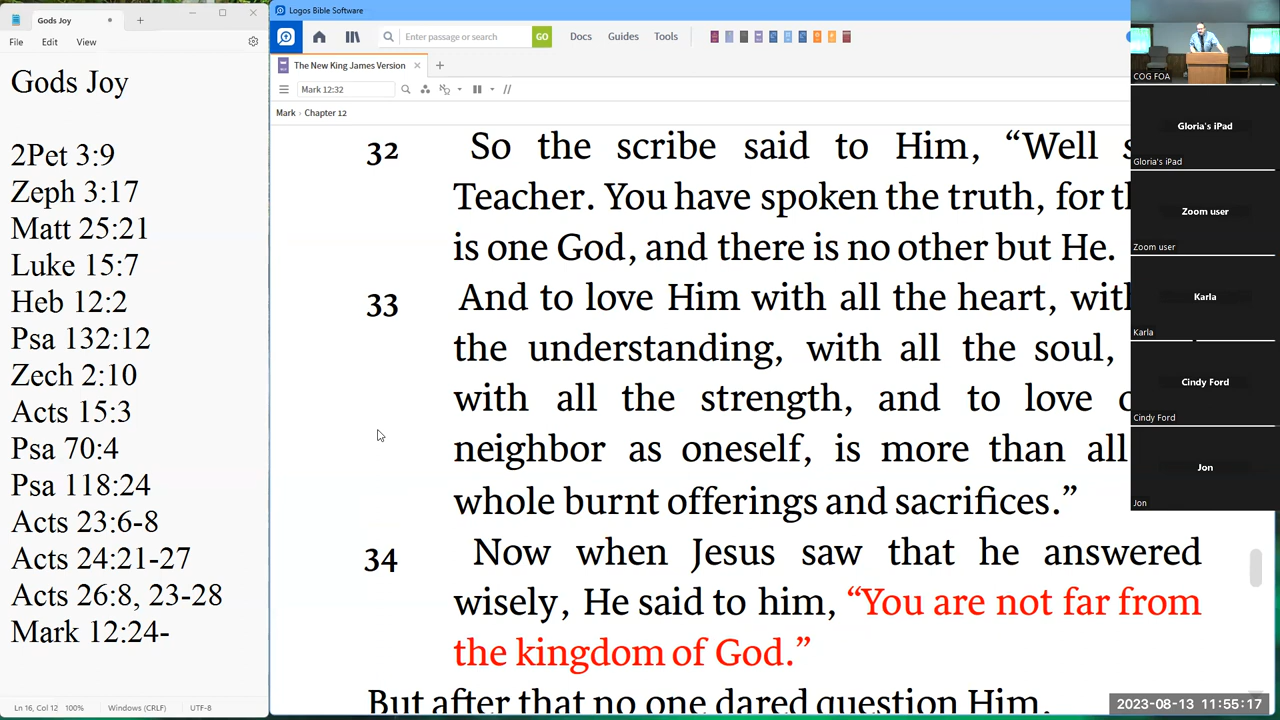 Gods Joy
File Edit View
Gods Joy
2Pet 3:9
Zeph 3:17
Matt 25:21
Luke 15:7
Heb 12:2
Psa 132:12
Zech 2:10
Acts 15:3
Psa 70:4
Psa 118:24
Acts 23:6-8
Acts 24:21-27
Acts 26:8, 23-28
Mark 12:24-
Ln 16, Col 12 100% Windows (CRLF) UTF-8
Logos Bible Software
Enter passage or search GO Docs Guides Tools
The New King James Version
Mark 12:32
Mark › Chapter 12
32 So the scribe said to Him, “Well
Teacher. You have spoken the truth, for
is one God, and there is no other but He.
33 And to love Him with all the heart, with
the understanding, with all the soul,
with all the strength, and to love
neighbor as oneself, is more than all
whole burnt offerings and sacrifices.”
34 Now when Jesus saw that he answered
wisely, He said to him, “You are not far from
the kingdom of God.”
But after that no one dared question Him.
COG FOA
Gloria's iPad
Gloria's iPad
Zoom user
Zoom user
Karla
Karla
Cindy Ford
Cindy Ford
Jon
Jon
2023-08-13 11:55:17